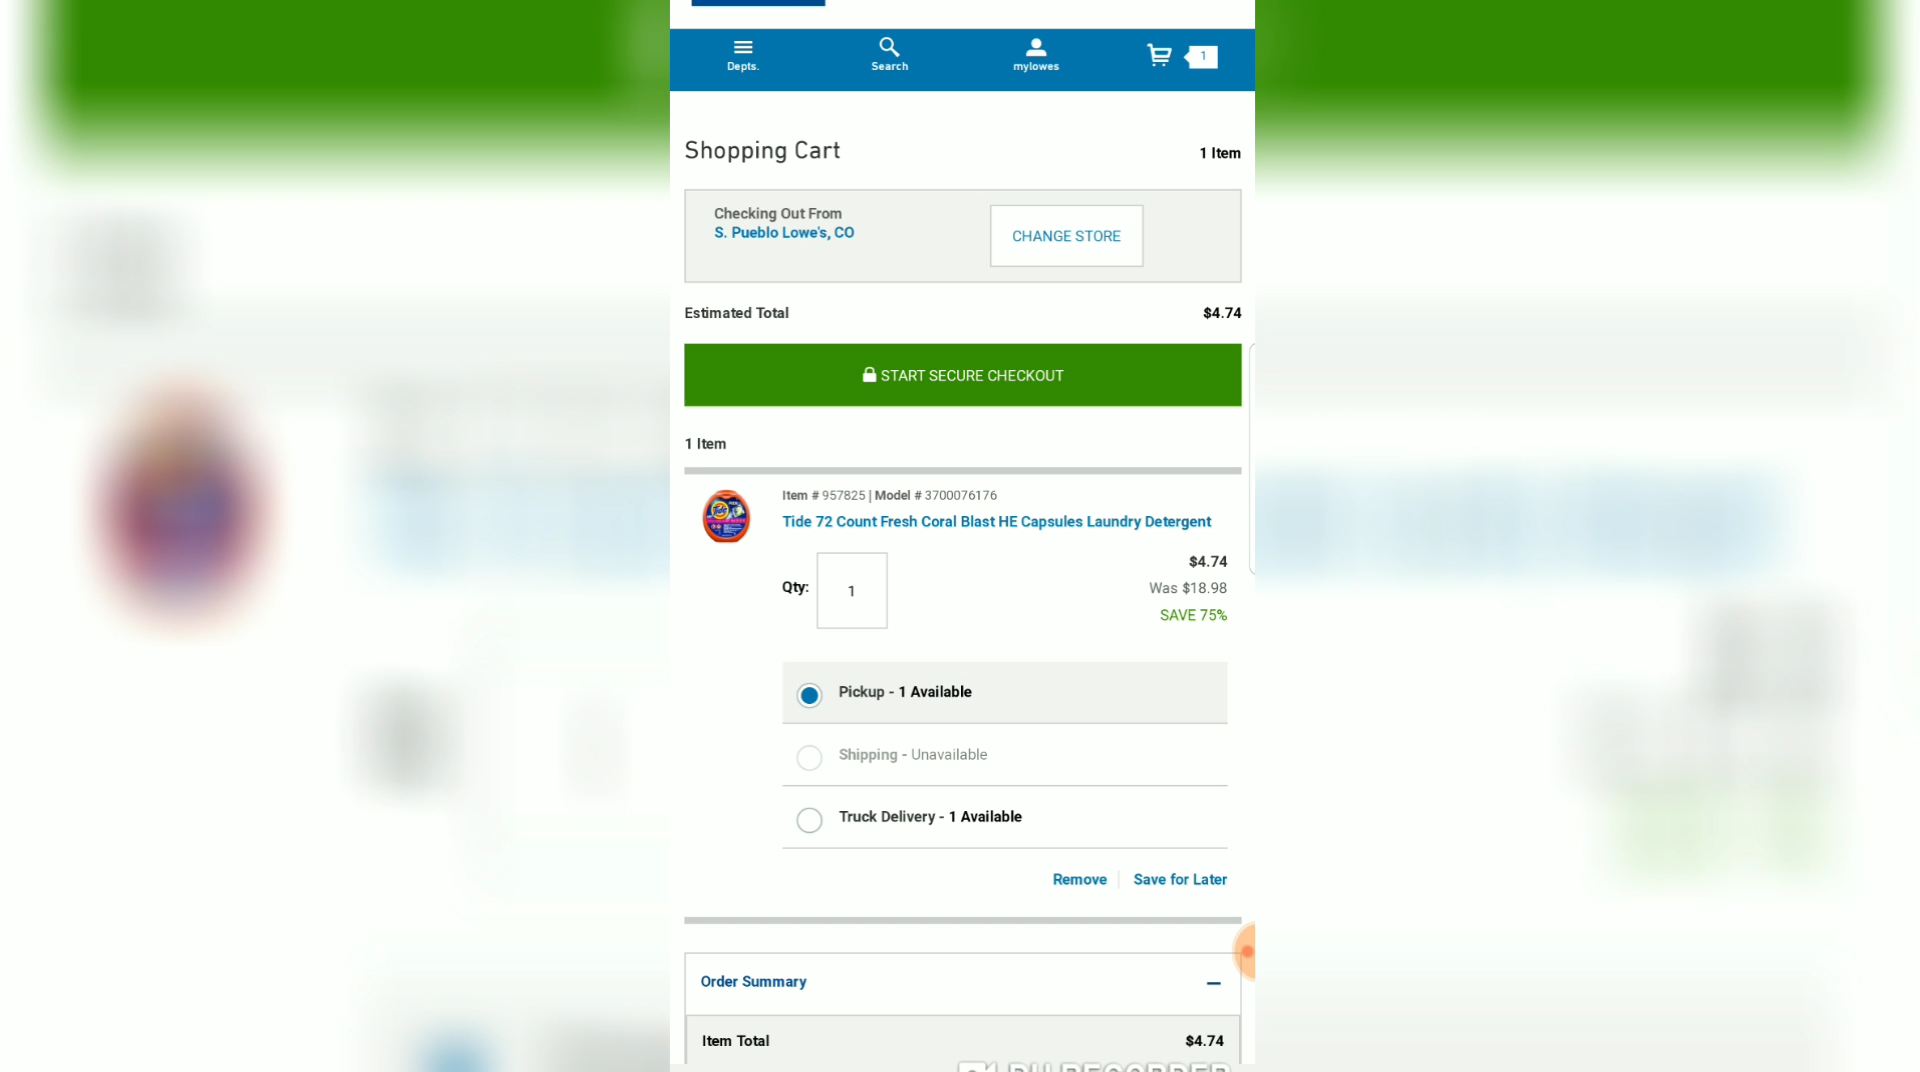 Depts.
Search
mylowes
1
Shopping Cart
1 Item
Checking Out From
S. Pueblo Lowe's, CO
CHANGE STORE
Estimated Total
$4.74
START SECURE CHECKOUT
1 Item
Item # 957825 | Model # 3700076176
Tide 72 Count Fresh Coral Blast HE Capsules Laundry Detergent
Tide
Qty:
1
$4.74
Was $18.98
SAVE 75%
Pickup - 1 Available
Shipping - Unavailable
Truck Delivery - 1 Available
Remove
Save for Later
Order Summary
Item Total
$4.74
DU RECORDER